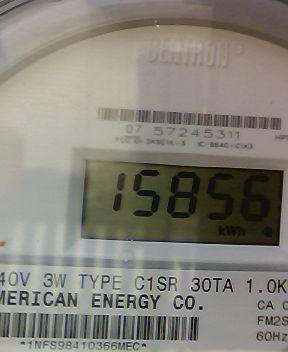 CENTRON®
07 57245311
15856
kWh
40V 3W TYPE C1SR 30TA 1.0K
MERICAN ENERGY CO.
CA 
FM2S
60Hz
*1NFS98410366MEC*